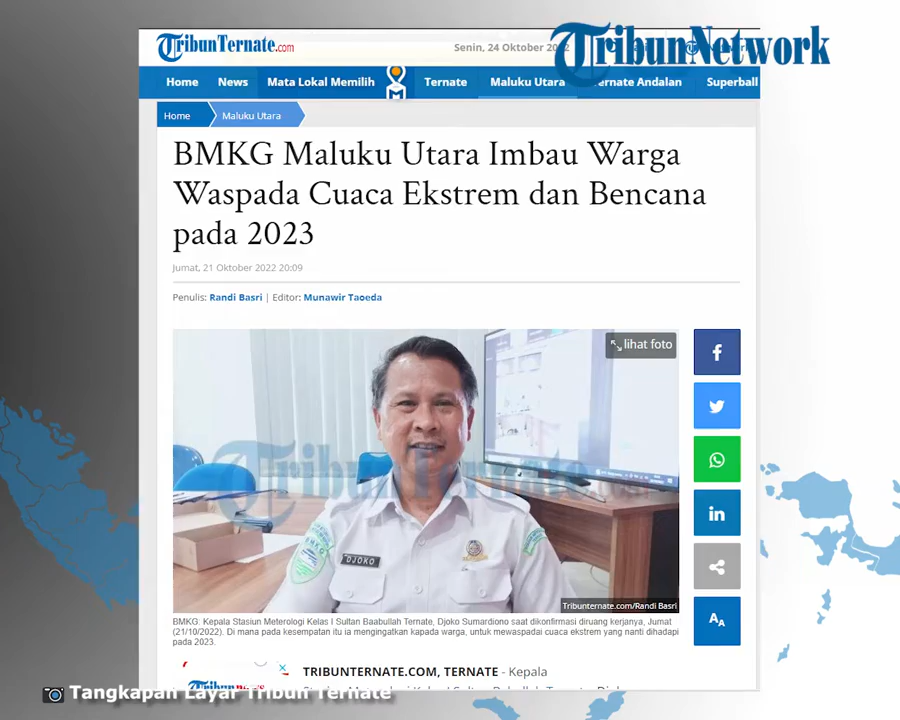 TribunTernate.com
Senin, 24 Oktober
TribunNetwork
Home News Mata Lokal Memilih Ternate Maluku Utara Ternate Andalan Superball
Home Maluku Utara
BMKG Maluku Utara Imbau Warga
Waspada Cuaca Ekstrem dan Bencana
pada 2023
Jumat, 21 Oktober 2022 20:09
Penulis: Randi Basri | Editor: Munawir Taoeda
lihat foto
Tribun Ternate
BMKG
DJOKO
Tribunternate.com/Randi Basri
BMKG: Kepala Stasiun Meterologi Kelas I Sultan Baabullah Ternate, Djoko Sumardiono saat dikonfirmasi diruang kerjanya, Jumat
(21/10/2022). Di mana pada kesempatan itu ia mengingatkan kapada warga, untuk mewaspadai cuaca ekstrem yang nanti dihadapi
pada 2023.
TRIBUNTERNATE.COM, TERNATE - Kepala
Tangkapan Layar Tribun Ternate